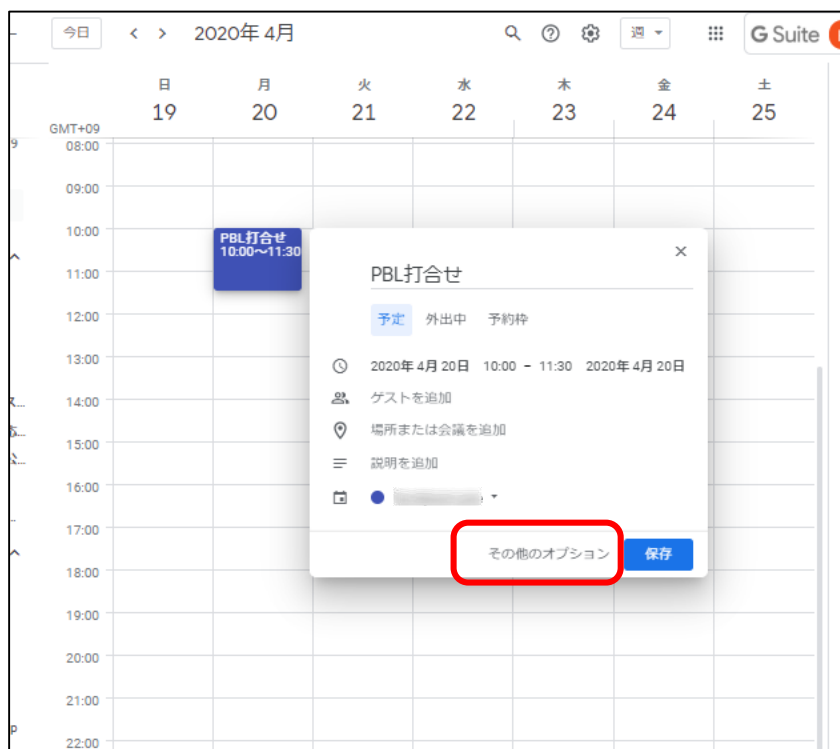 今日 2020年 4月 週 G Suite
日 月 火 水 木 金 土
19 20 21 22 23 24 25
GMT+09
9 08:00
09:00
10:00
PBL打合せ
10:00～11:30
11:00
12:00
13:00
14:00
15:00
16:00
17:00
18:00
19:00
20:00
21:00
p
22:00
PBL打合せ
予定 外出中 予約枠
2020年 4月 20日 10:00 – 11:30 2020年 4月 20日
ゲストを追加
場所または会議を追加
説明を追加
その他のオプション 保存